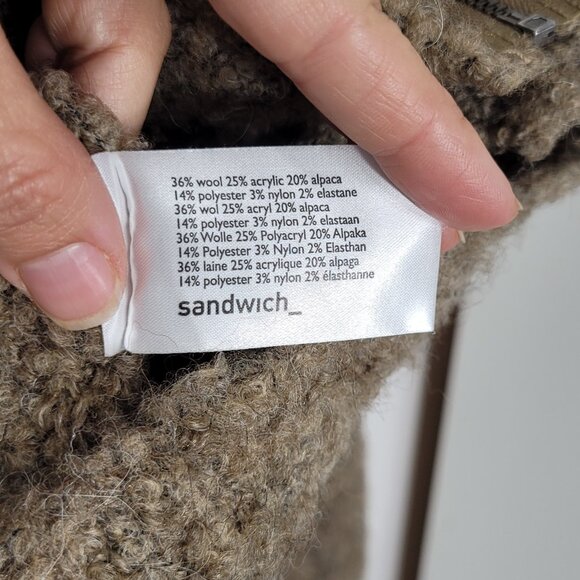 36% wool 25% acrylic 20% alpaca
14% polyester 3% nylon 2% elastane
36% wol 25% acryl 20% alpaca
14% polyester 3% nylon 2% elastaan
36% Wolle 25% Polyacryl 20% Alpaka
14% Polyester 3% Nylon 2% Elasthan
36% laine 25% acrylique 20% alpaga
14% polyester 3% nylon 2% élasthanne
sandwich_